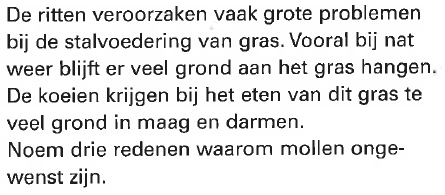 De ritten veroorzaken vaak grote problemen
bij de stalvoedering van gras. Vooral bij nat
weer blijft er veel grond aan het gras hangen.
De koeien krijgen bij het eten van dit gras te
veel grond in maag en darmen.
Noem drie redenen waarom mollen onge-
wenst zijn.